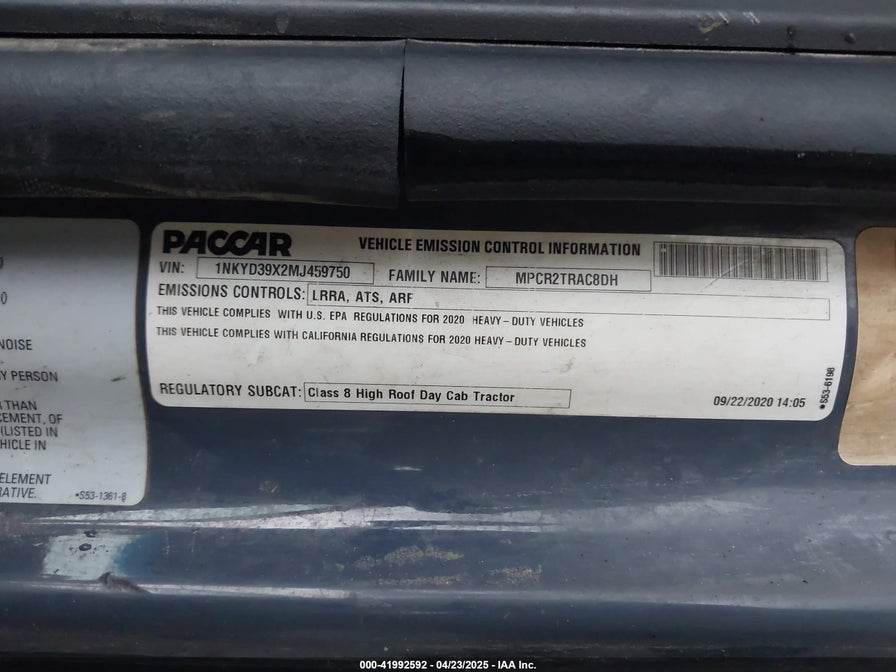 PACCAR
VEHICLE EMISSION CONTROL INFORMATION
VIN: 1NKYD39X2MJ459750
FAMILY NAME: MPCR2TRAC8DH
EMISSIONS CONTROLS: LRRA, ATS, ARF
THIS VEHICLE COMPLIES WITH U.S. EPA REGULATIONS FOR 2020 HEAVY-DUTY VEHICLES
THIS VEHICLE COMPLIES WITH CALIFORNIA REGULATIONS FOR 2020 HEAVY-DUTY VEHICLES
REGULATORY SUBCAT: Class 8 High Roof Day Cab Tractor
09/22/2020 14:05
•S53-6198
0
0
NOISE
Y PERSON
N THAN
CEMENT, OF
(LISTED IN
HICLE IN
ELEMENT
RATIVE.
•S53-1361-8
000-41992592 - 04/23/2025 - IAA Inc.